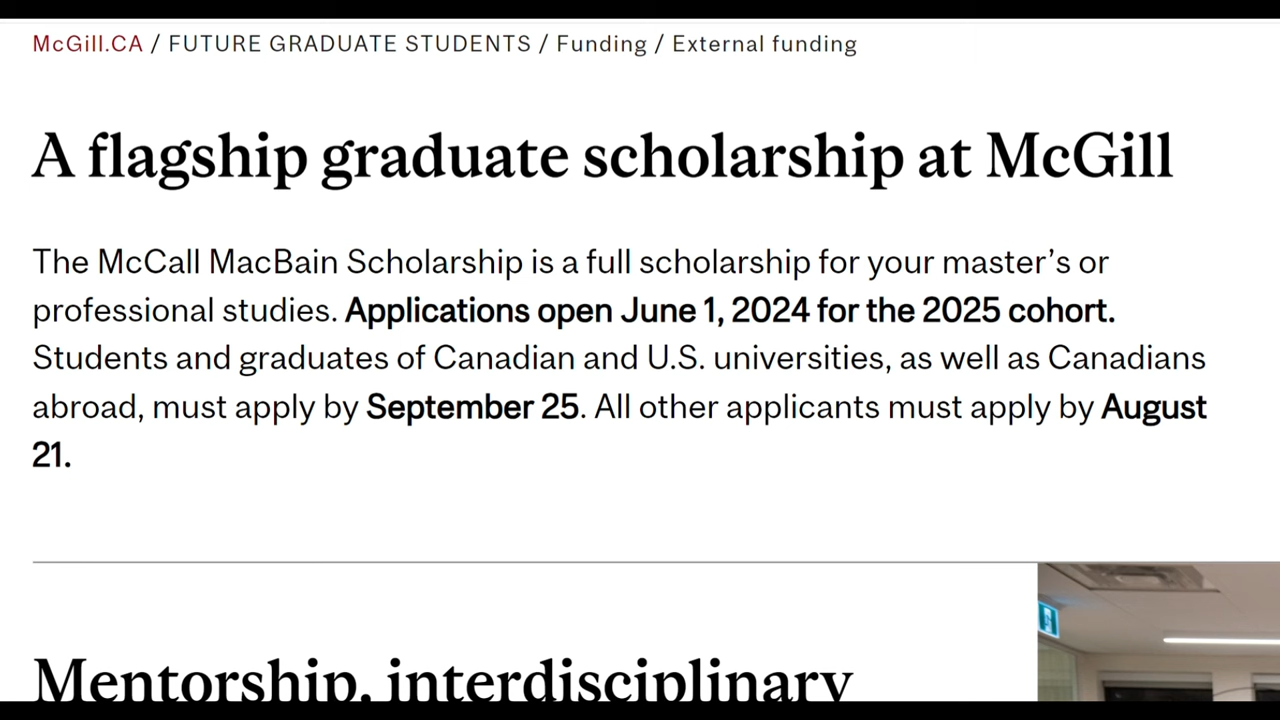 McGill.CA / FUTURE GRADUATE STUDENTS / Funding / External funding
A flagship graduate scholarship at McGill
The McCall MacBain Scholarship is a full scholarship for your master’s or
professional studies. Applications open June 1, 2024 for the 2025 cohort.
Students and graduates of Canadian and U.S. universities, as well as Canadians
abroad, must apply by September 25. All other applicants must apply by August
21.
Mentorship, interdisciplinary